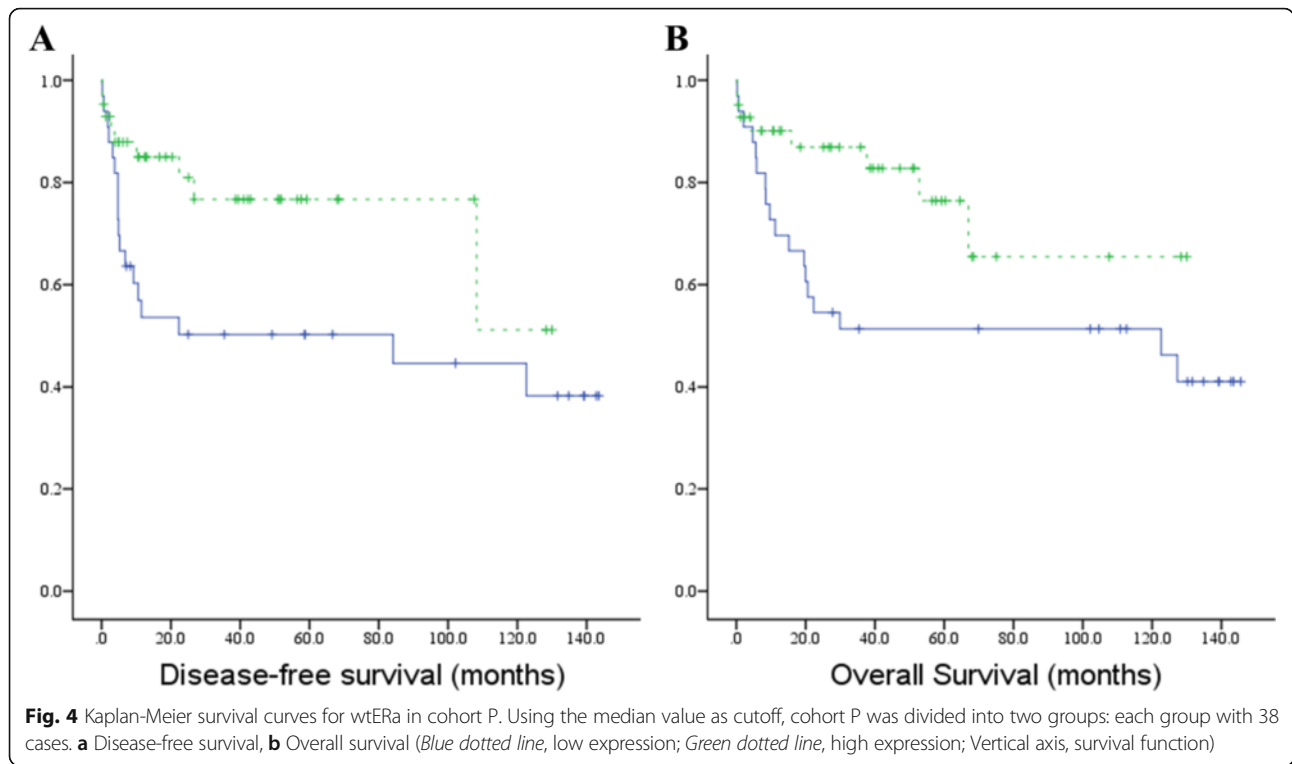 A
1.0
0.8
0.6
0.4
0.2
0.0
.0 20.0 40.0 60.0 80.0 100.0 120.0 140.0
Disease-free survival (months)
B
1.0
0.8
0.6
0.4
0.2
0.0
.0 20.0 40.0 60.0 80.0 100.0 120.0 140.0
Overall Survival (months)
Fig. 4 Kaplan-Meier survival curves for wtERa in cohort P. Using the median value as cutoff, cohort P was divided into two groups: each group with 38
cases. a Disease-free survival, b Overall survival (Blue dotted line, low expression; Green dotted line, high expression; Vertical axis, survival function)